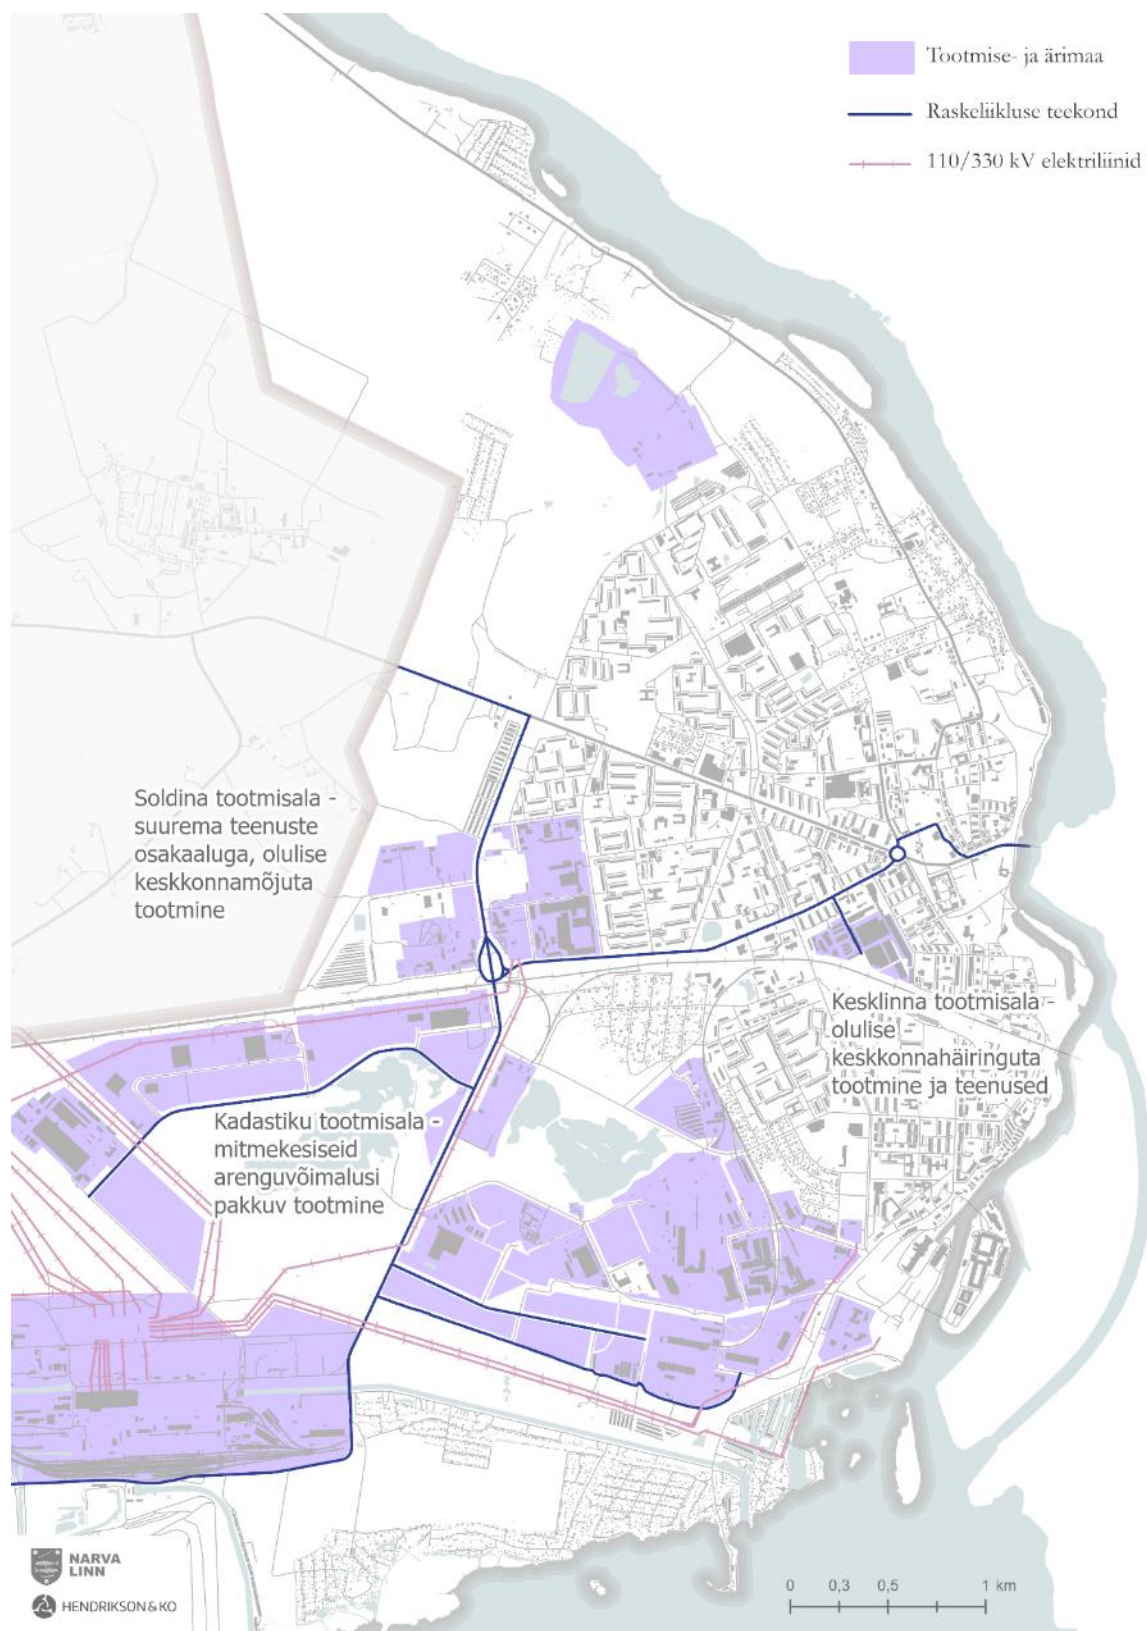 Tootmise- ja ärimaa
Raskeliikluse teekond
110/330 kV elektriliinid
Soldina tootmisala -
suurema teenuste
osakaaluga, olulise
keskkonnamõjuta
tootmine
Kesklinna tootmisala -
olulise
keskkonnahäiringuta
tootmine ja teenused
Kadastiku tootmisala -
mitmekesiseid
arenguvõimalusi
pakkuv tootmine
NARVA
LINN
HENDRIKSON & KO
0 0,3 0,5 1 km